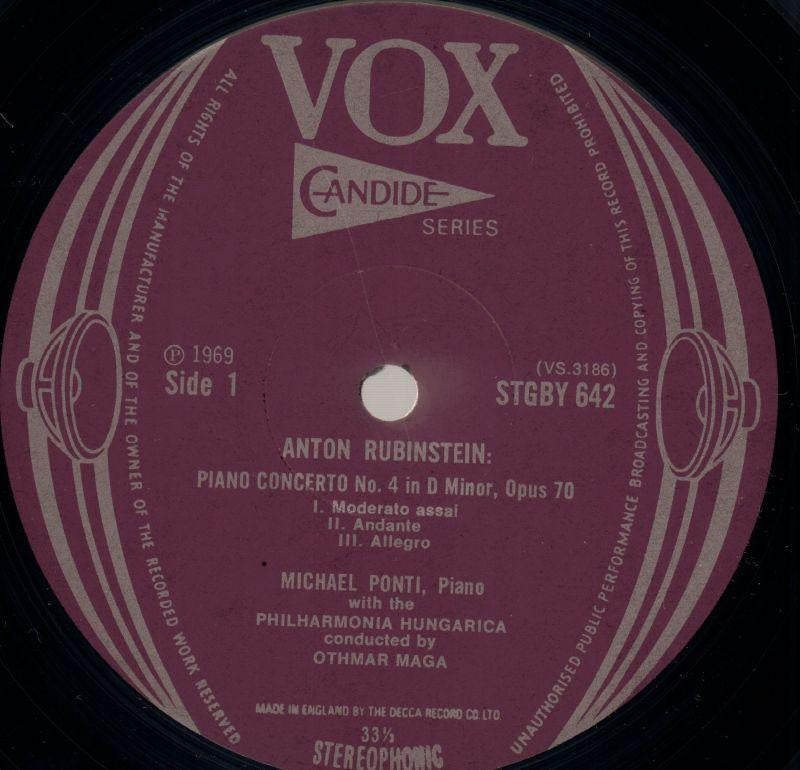 VOX
CANDIDE
SERIES
ALL RIGHTS OF THE MANUFACTURER AND OF THE OWNER OF THE RECORDED WORK RESERVED
UNAUTHORISED PUBLIC PERFORMANCE BROADCASTING AND COPYING OF THIS RECORD PROHIBITED
Ⓟ 1969
Side 1
(VS.3186)
STGBY 642
ANTON RUBINSTEIN:
PIANO CONCERTO No. 4 in D Minor, Opus 70
I. Moderato assai
II. Andante
III. Allegro
MICHAEL PONTI, Piano
with the
PHILHARMONIA HUNGARICA
conducted by
OTHMAR MAGA
MADE IN ENGLAND BY THE DECCA RECORD CO. LTD.
33⅓
STEREOPHONIC